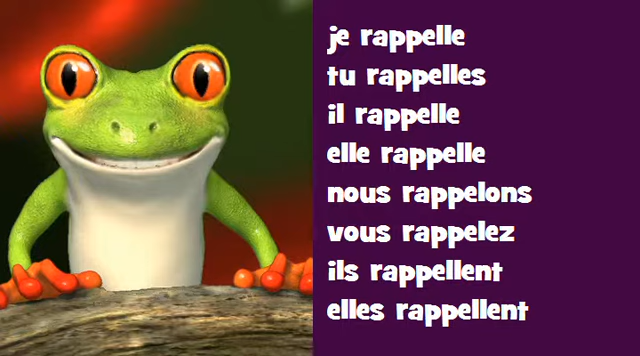 je rappelle
tu rappelles
il rappelle
elle rappelle
nous rappelons
vous rappelez
ils rappellent
elles rappellent